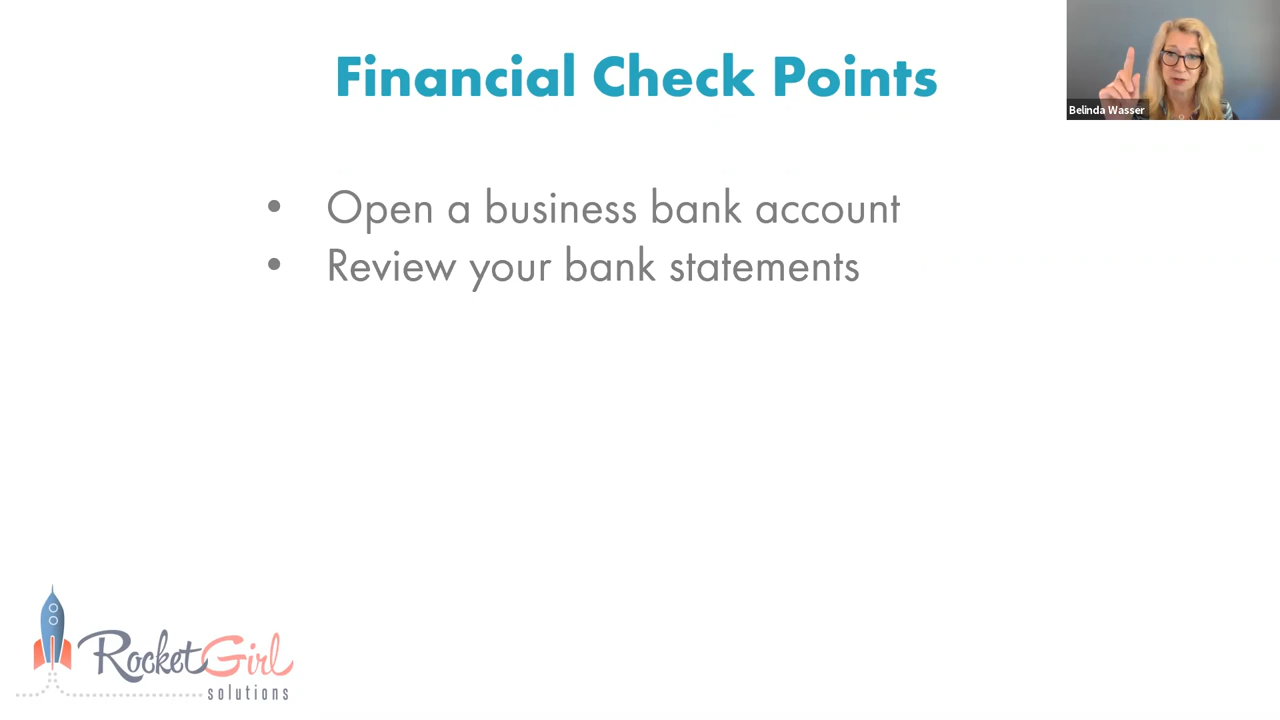 Financial Check Points
Belinda Wasser
• Open a business bank account
• Review your bank statements
RocketGirl
solutions